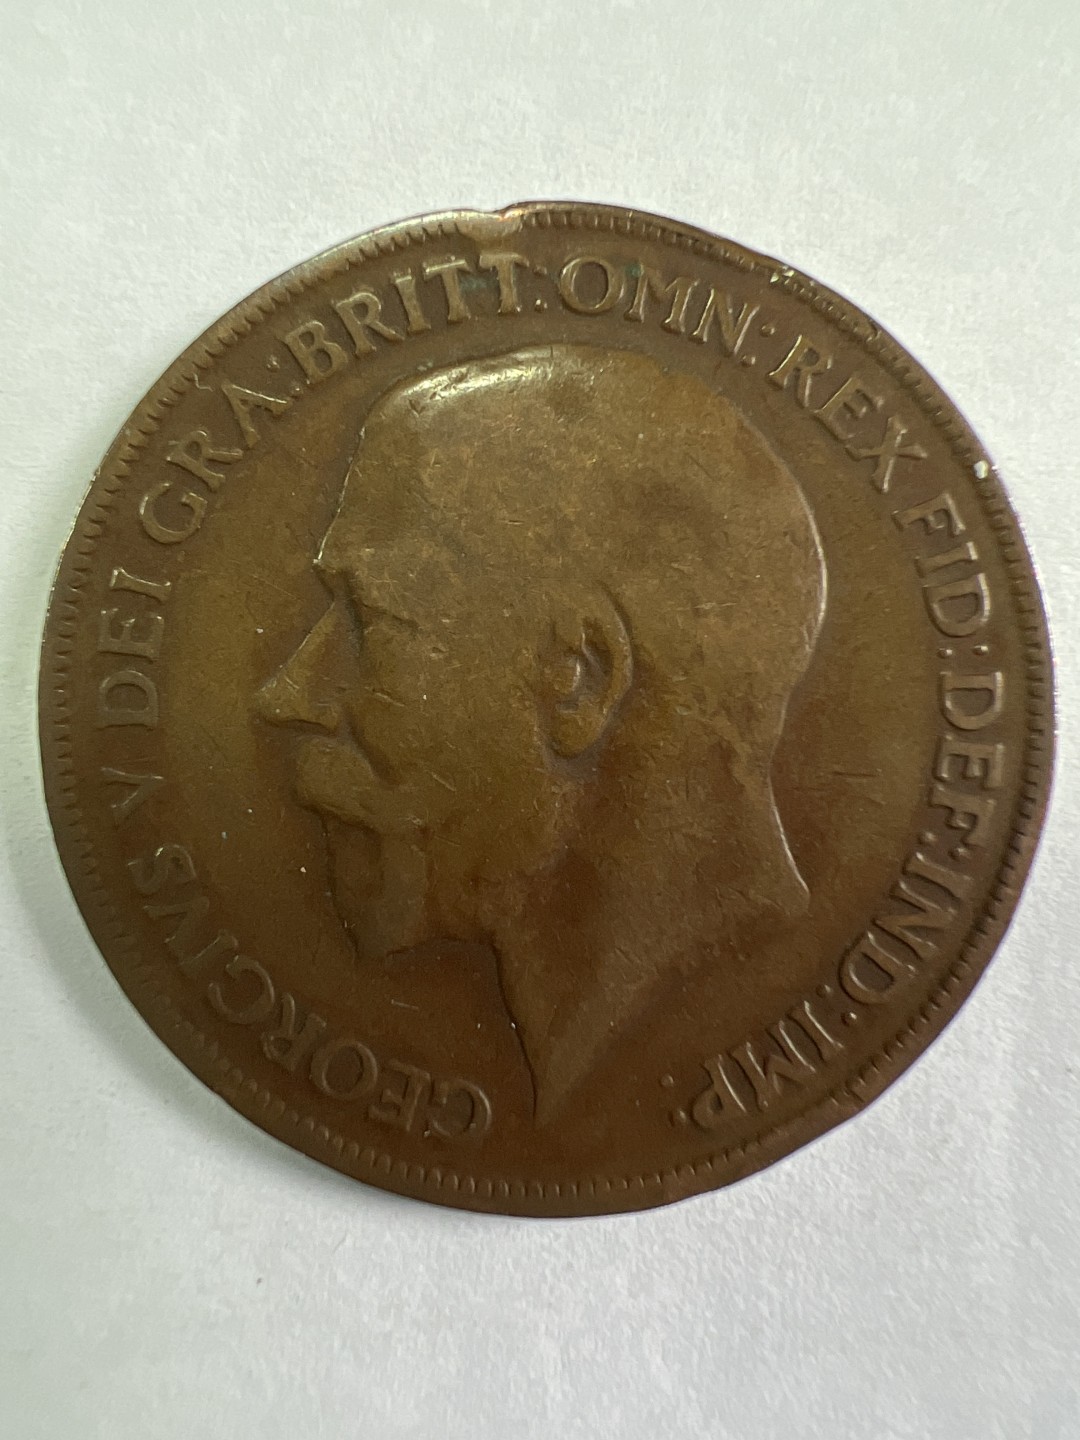 GEORGIVS V DEI GRA: BRITT: OMN: REX FID: DEF: IND: IMP: